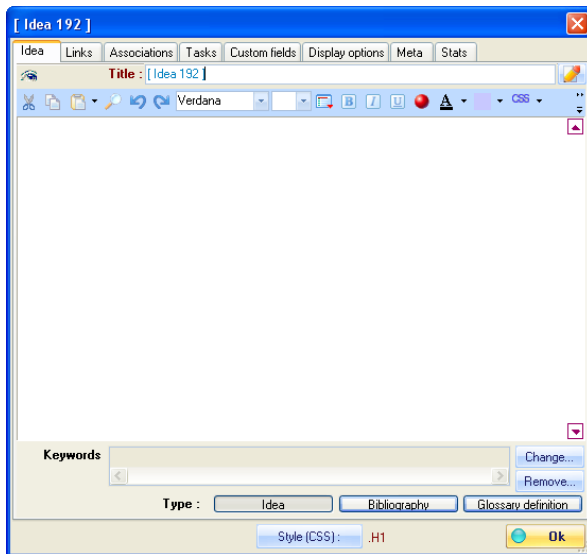 [ Idea 192 ]
Idea Links Associations Tasks Custom fields Display options Meta Stats
Title : [ Idea 192 ]
Verdana B I U A CSS
Keywords
Change...
Remove...
Type : Idea Bibliography Glossary definition
Style (CSS) : .H1 Ok